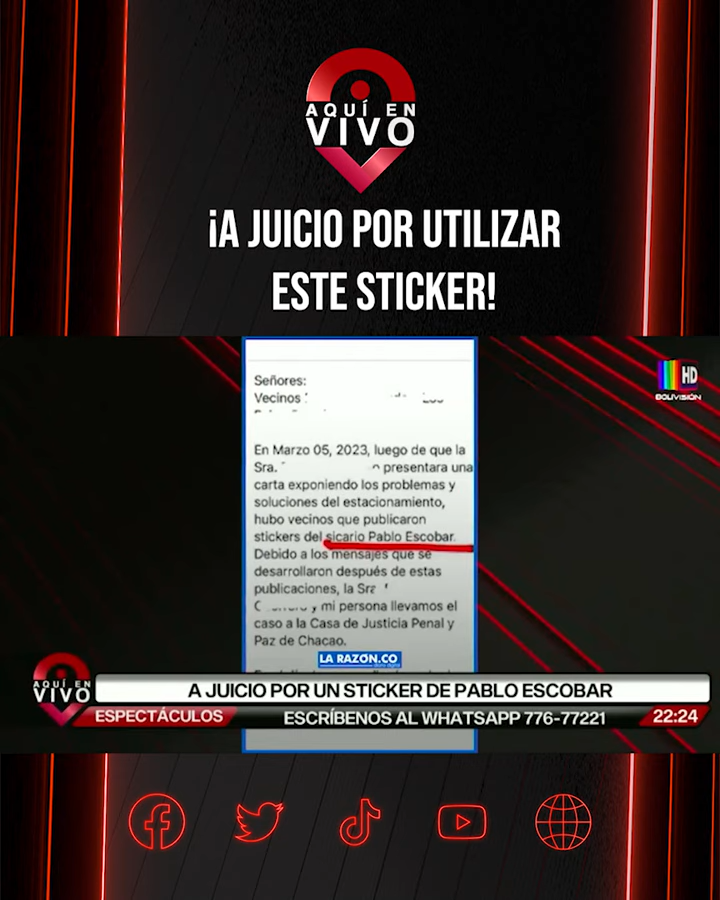 AQUÍ EN
VIVO
¡A JUICIO POR UTILIZAR
ESTE STICKER!
HD
BOLIVISIÓN
Señores:
Vecinos
En Marzo 05, 2023, luego de que la
Sra. presentara una
carta exponiendo los problemas y
soluciones del estacionamiento,
hubo vecinos que publicaron
stickers del sicario Pablo Escobar.
Debido a los mensajes que se
desarrollaron después de estas
publicaciones, la Sra
y mi persona llevamos el
caso a la Casa de Justicia Penal y
Paz de Chacao.
LA RAZÓN.CO
AQUÍ EN
VIVO
A JUICIO POR UN STICKER DE PABLO ESCOBAR
ESPECTÁCULOS ESCRÍBENOS AL WHATSAPP 776-77221 22:24